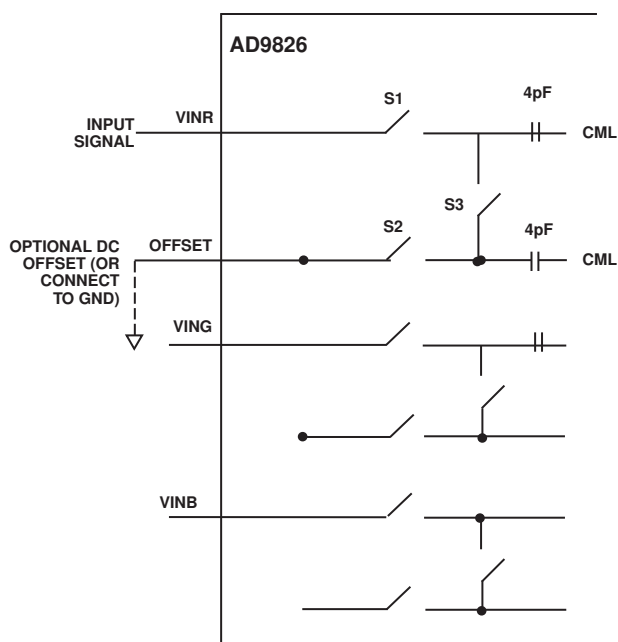 AD9826
S1
4pF
INPUT
SIGNAL
VINR
CML
S3
S2
4pF
OPTIONAL DC
OFFSET (OR
CONNECT
TO GND)
OFFSET
CML
VING
VINB